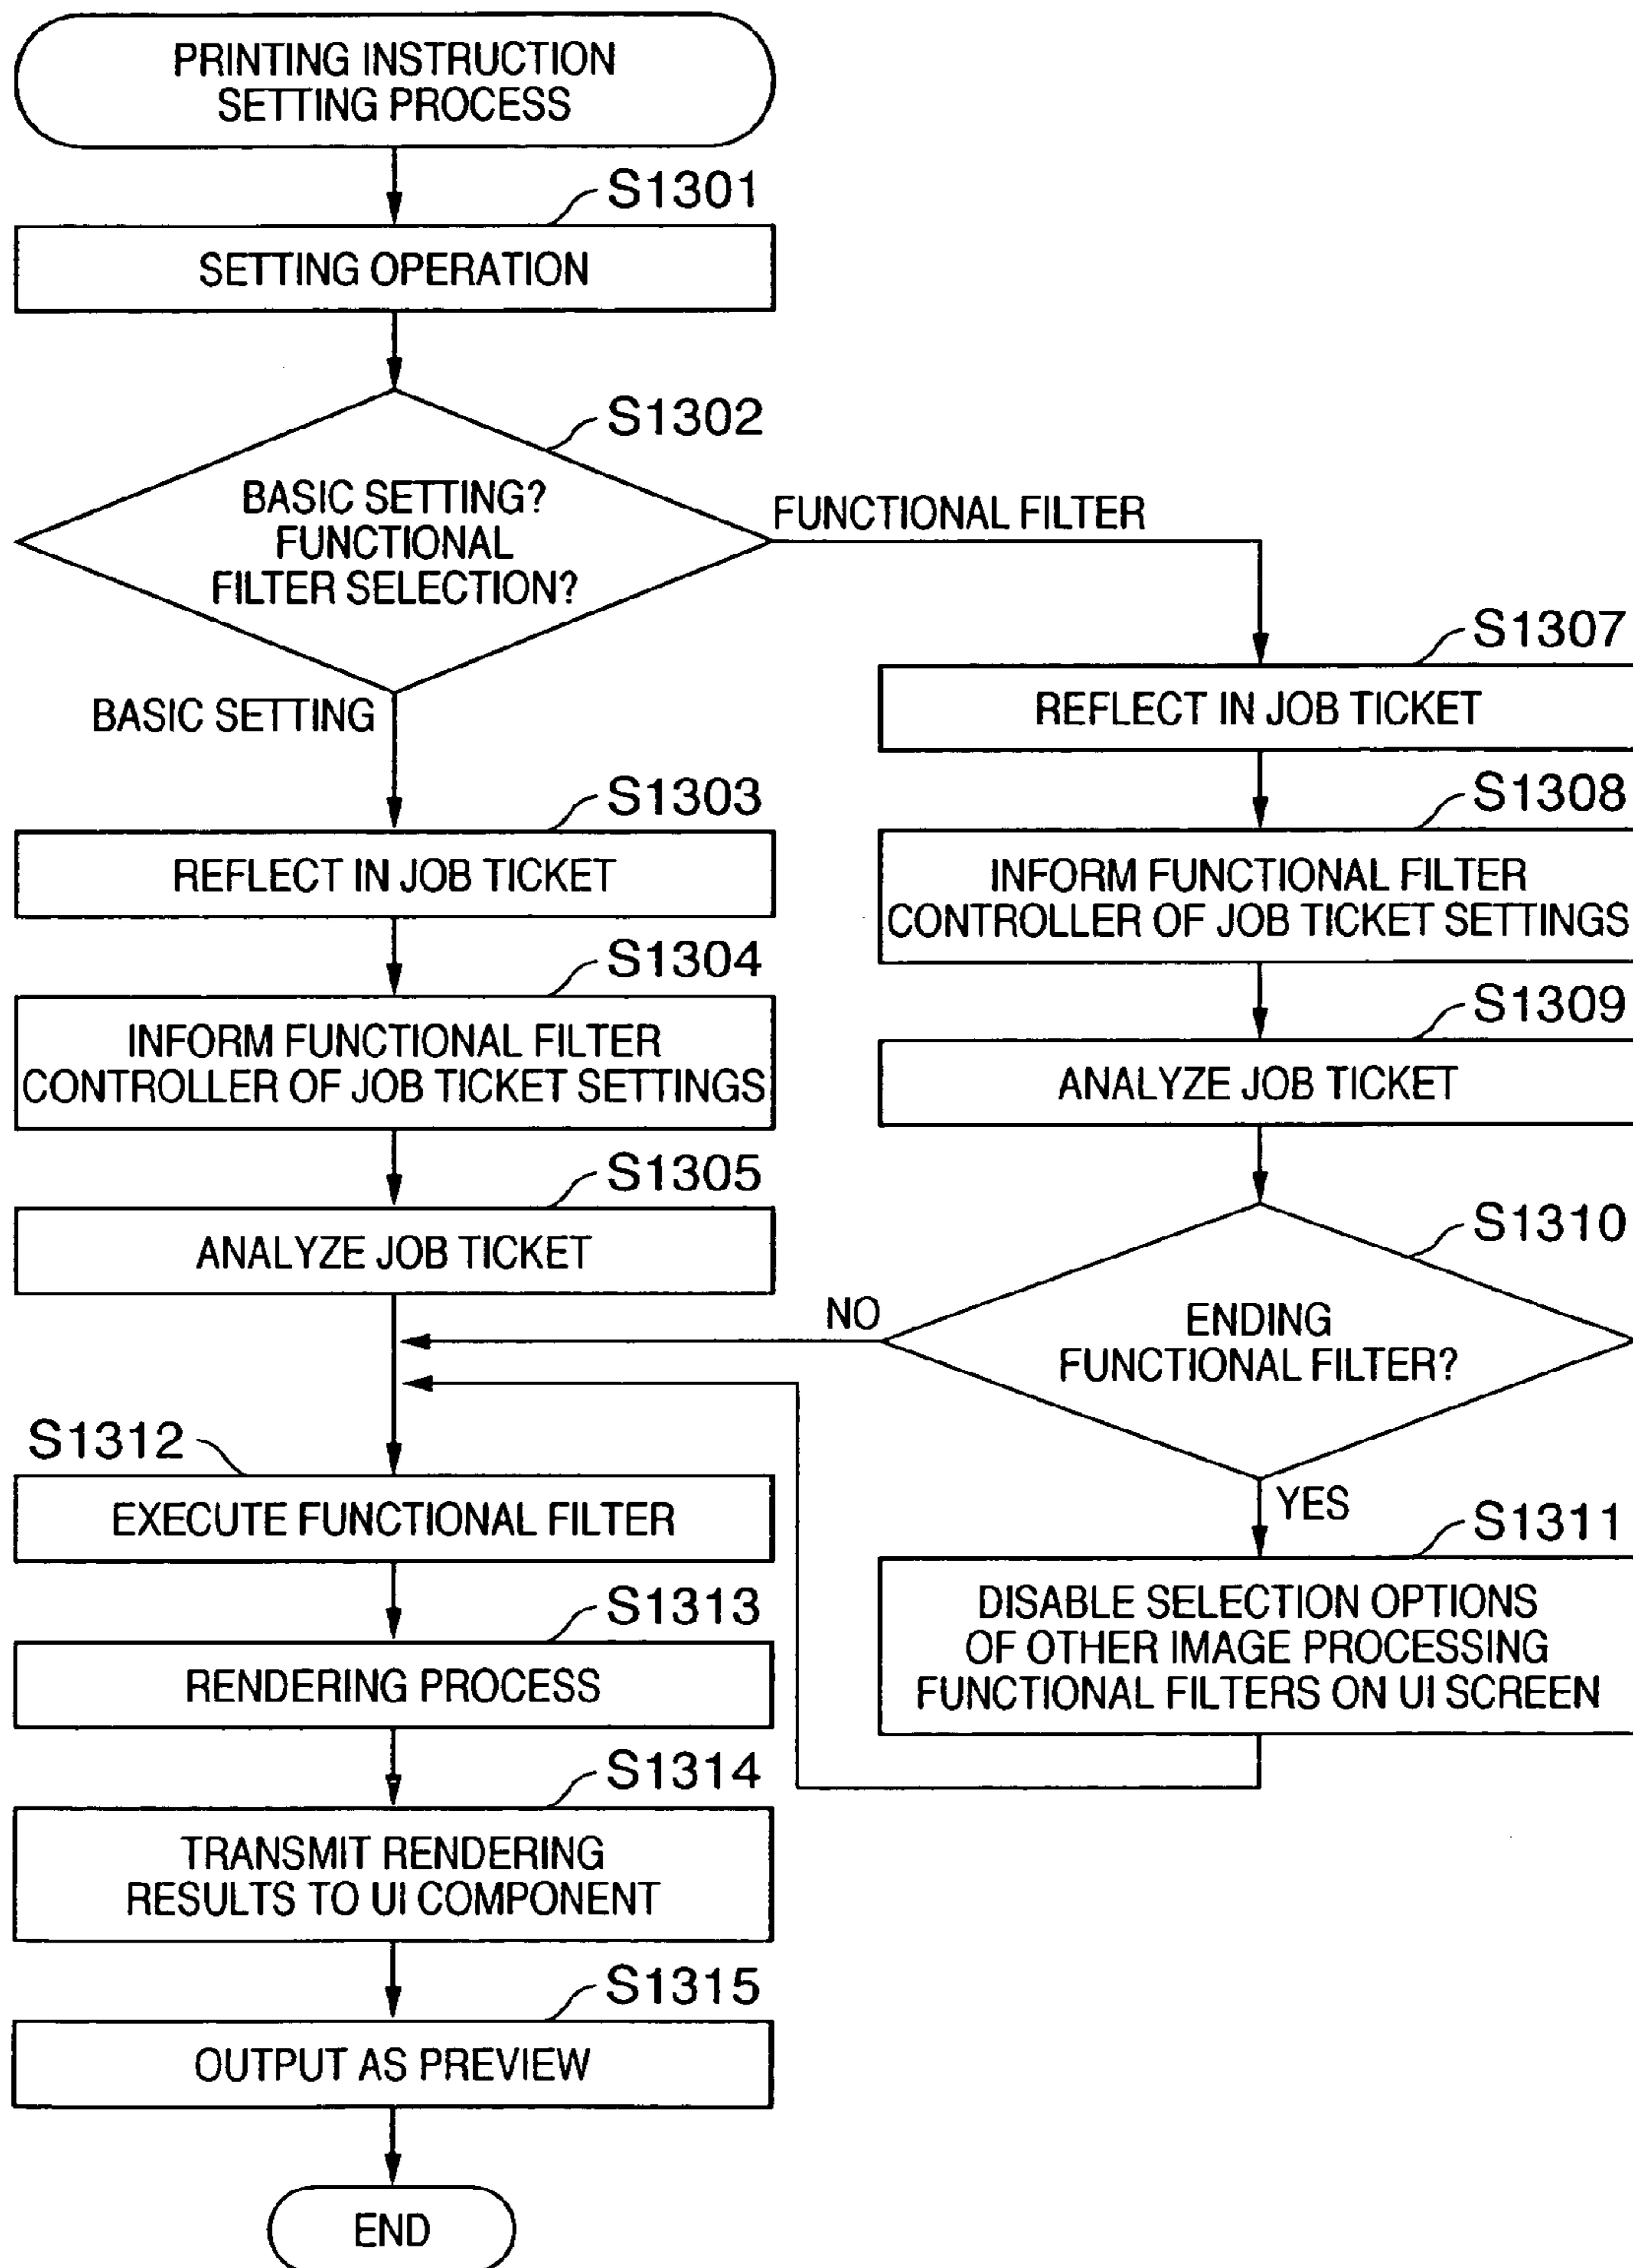 PRINTING INSTRUCTION
SETTING PROCESS
S1301
SETTING OPERATION
S1302
BASIC SETTING?
FUNCTIONAL
FILTER SELECTION?
FUNCTIONAL FILTER
BASIC SETTING
S1303
REFLECT IN JOB TICKET
S1304
INFORM FUNCTIONAL FILTER
CONTROLLER OF JOB TICKET SETTINGS
S1305
ANALYZE JOB TICKET
S1307
REFLECT IN JOB TICKET
S1308
INFORM FUNCTIONAL FILTER
CONTROLLER OF JOB TICKET SETTINGS
S1309
ANALYZE JOB TICKET
S1310
ENDING
FUNCTIONAL FILTER?
NO
YES
S1311
DISABLE SELECTION OPTIONS
OF OTHER IMAGE PROCESSING
FUNCTIONAL FILTERS ON UI SCREEN
S1312
EXECUTE FUNCTIONAL FILTER
S1313
RENDERING PROCESS
S1314
TRANSMIT RENDERING
RESULTS TO UI COMPONENT
S1315
OUTPUT AS PREVIEW
END